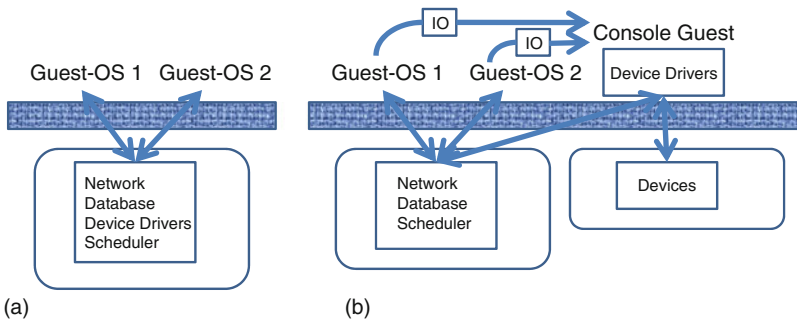 Guest-OS 1 Guest-OS 2
Network
Database
Device Drivers
Scheduler
(a)
IO
IO
Console Guest
Guest-OS 1 Guest-OS 2
Device Drivers
Network
Database
Scheduler
Devices
(b)